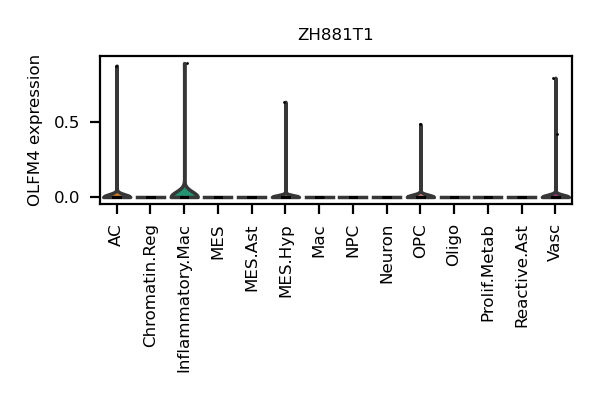 ZH881T1
OLFM4 expression
0.5
0.0
AC
Chromatin.Reg
Inflammatory.Mac
MES
MES.Ast
MES.Hyp
Mac
NPC
Neuron
OPC
Oligo
Prolif.Metab
Reactive.Ast
Vasc